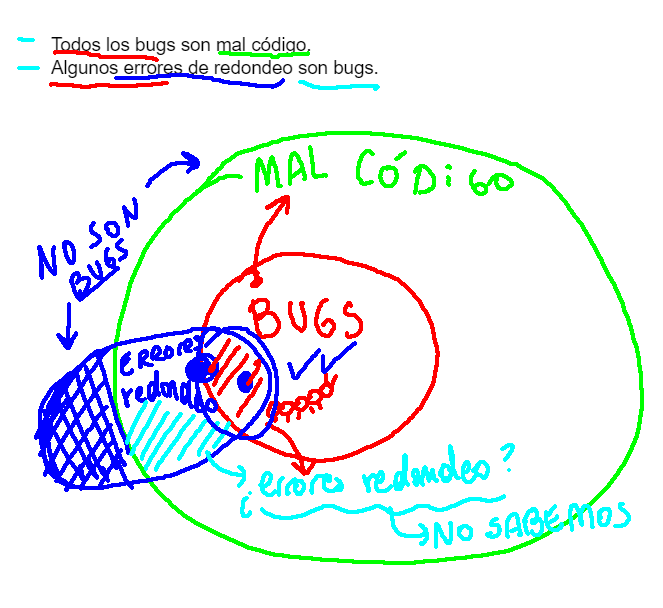 Todos los bugs son mal código.
Algunos errores de redondeo son bugs.
MAL CÓDiGO
NO SON
BUGS
BUGS
ERRORES
redondeo
¿errores redondeo?
NO SABEMOS